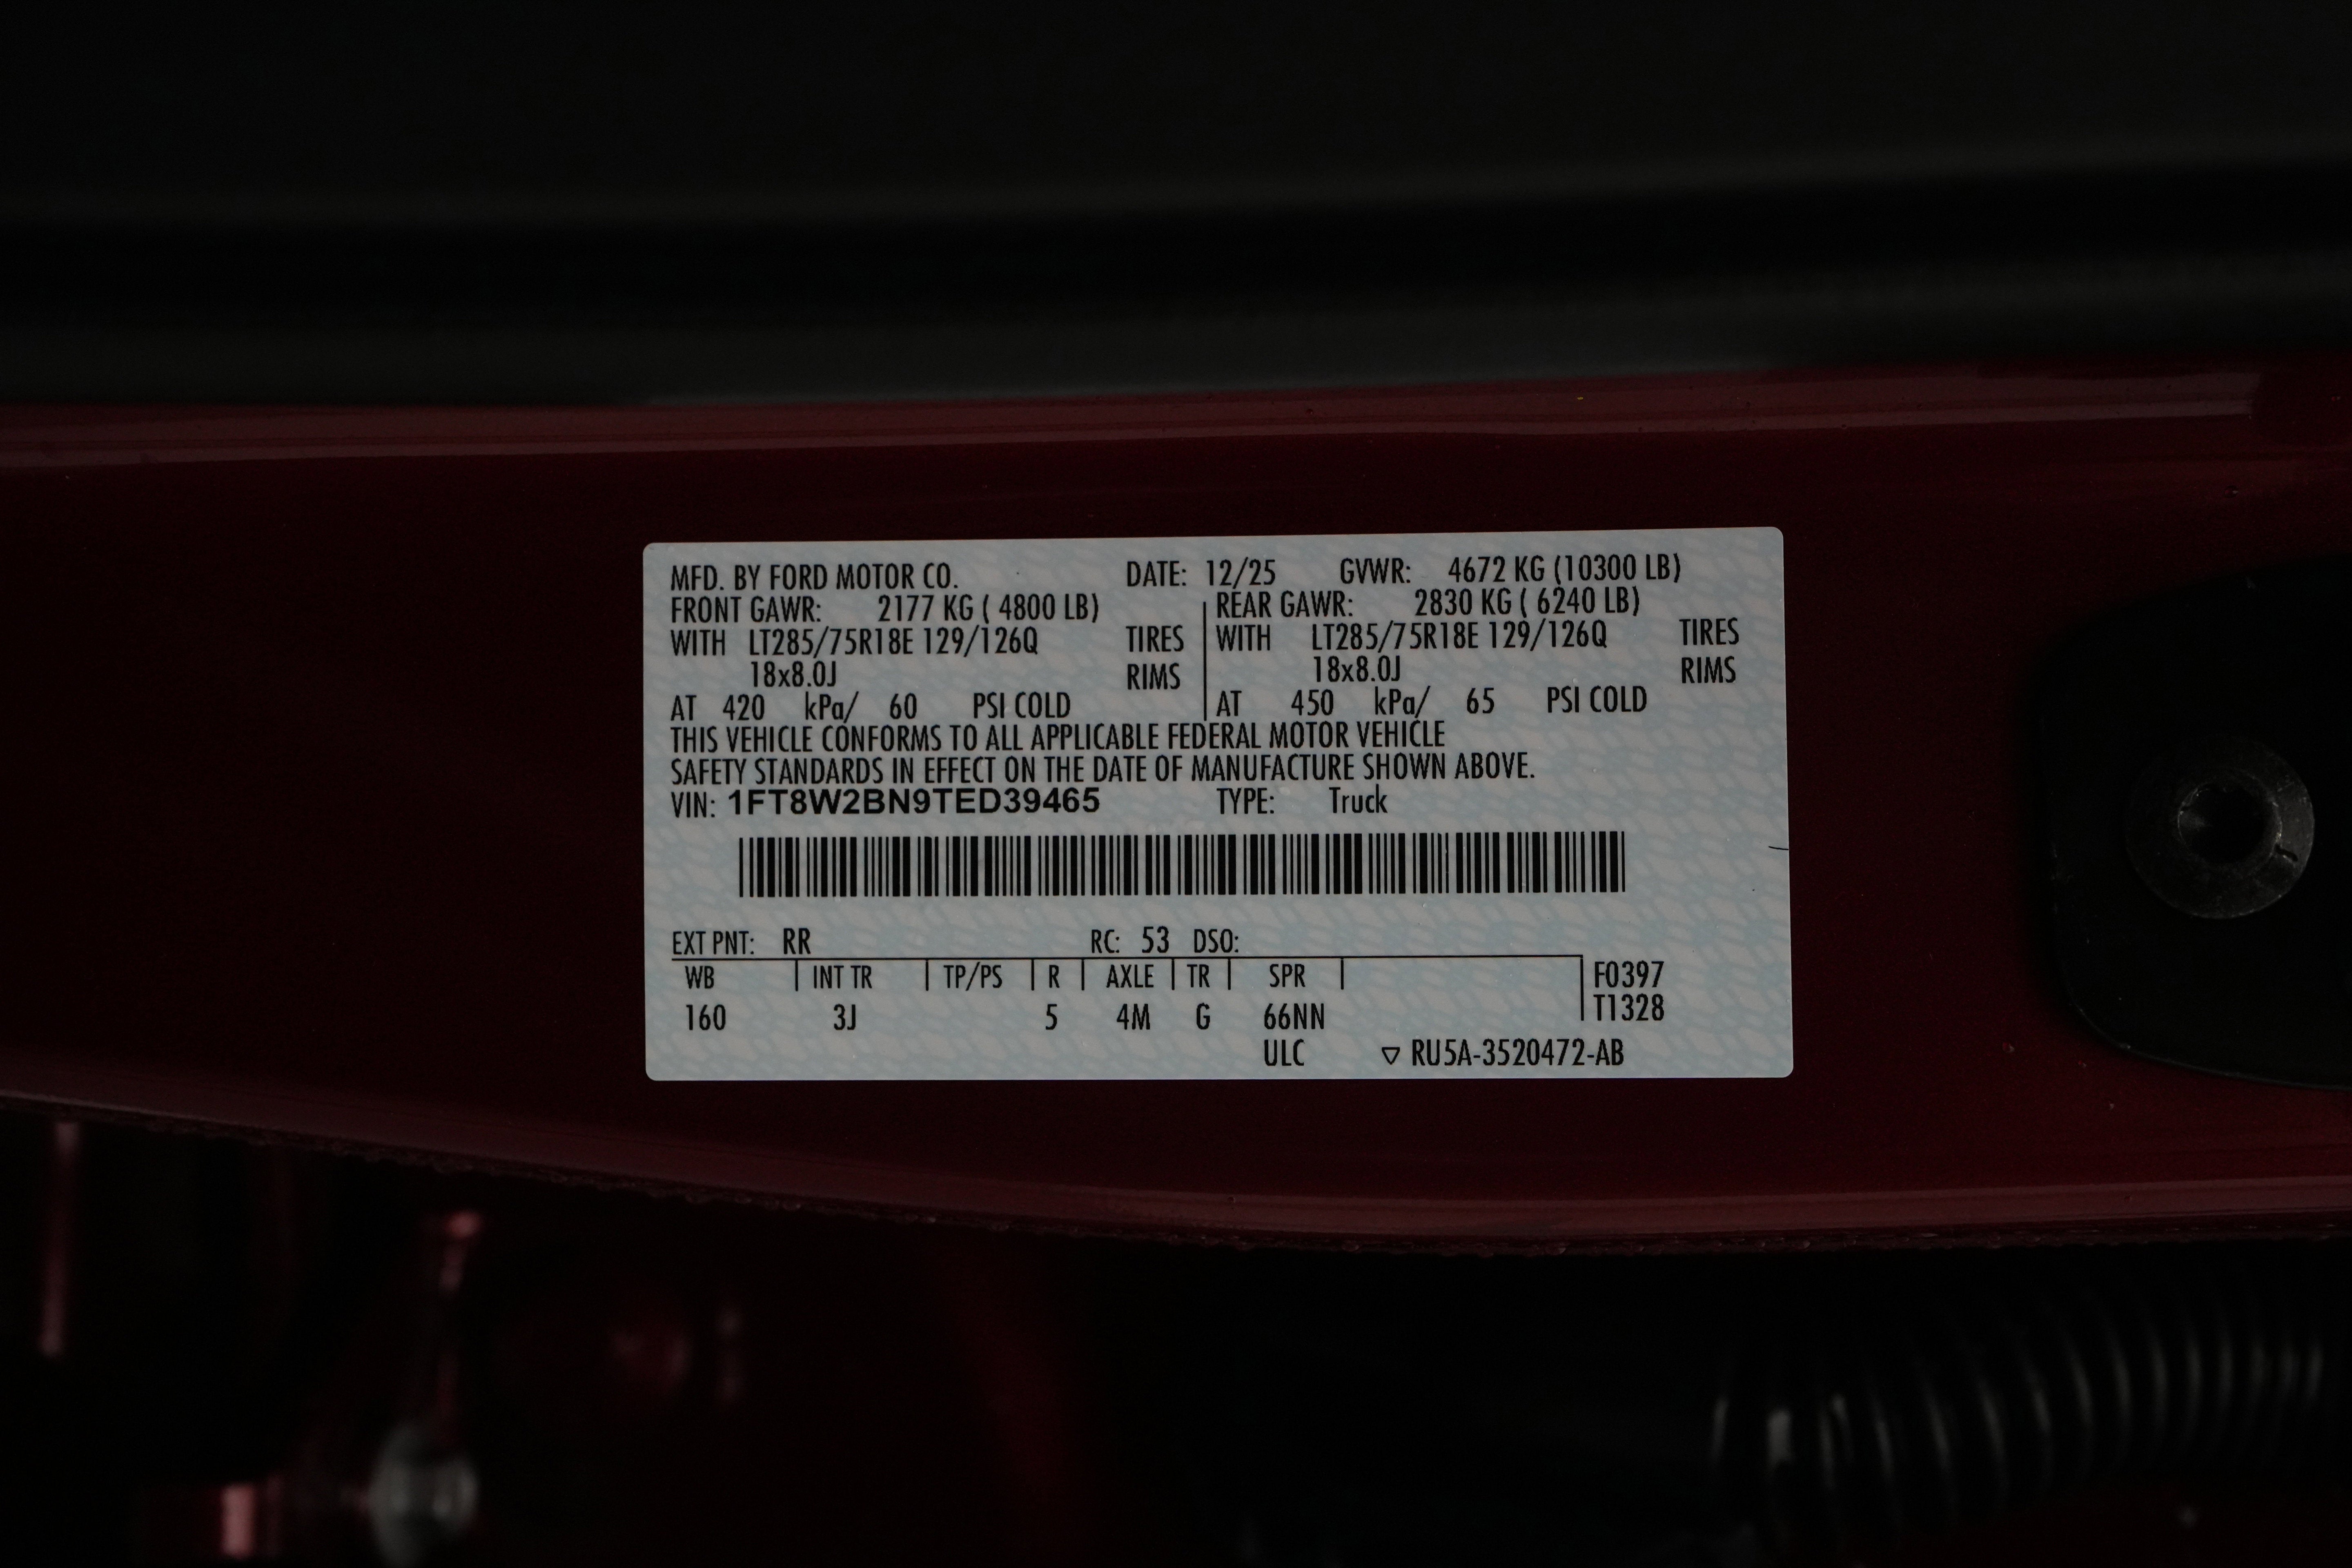 MFD. BY FORD MOTOR CO. DATE: 12/25 GVWR: 4672 KG (10300 LB)
FRONT GAWR: 2177 KG ( 4800 LB) REAR GAWR: 2830 KG ( 6240 LB)
WITH LT285/75R18E 129/126Q TIRES WITH LT285/75R18E 129/126Q TIRES
18x8.0J RIMS 18x8.0J RIMS
AT 420 kPa/ 60 PSI COLD AT 450 kPa/ 65 PSI COLD
THIS VEHICLE CONFORMS TO ALL APPLICABLE FEDERAL MOTOR VEHICLE
SAFETY STANDARDS IN EFFECT ON THE DATE OF MANUFACTURE SHOWN ABOVE.
VIN: 1FT8W2BN9TED39465 TYPE: Truck
EXT PNT: RR RC: 53 DSO:
WB INT TR TP/PS R AXLE TR SPR F0397
160 3J 5 4M G 66NN T1328
ULC ▽ RU5A-3520472-AB